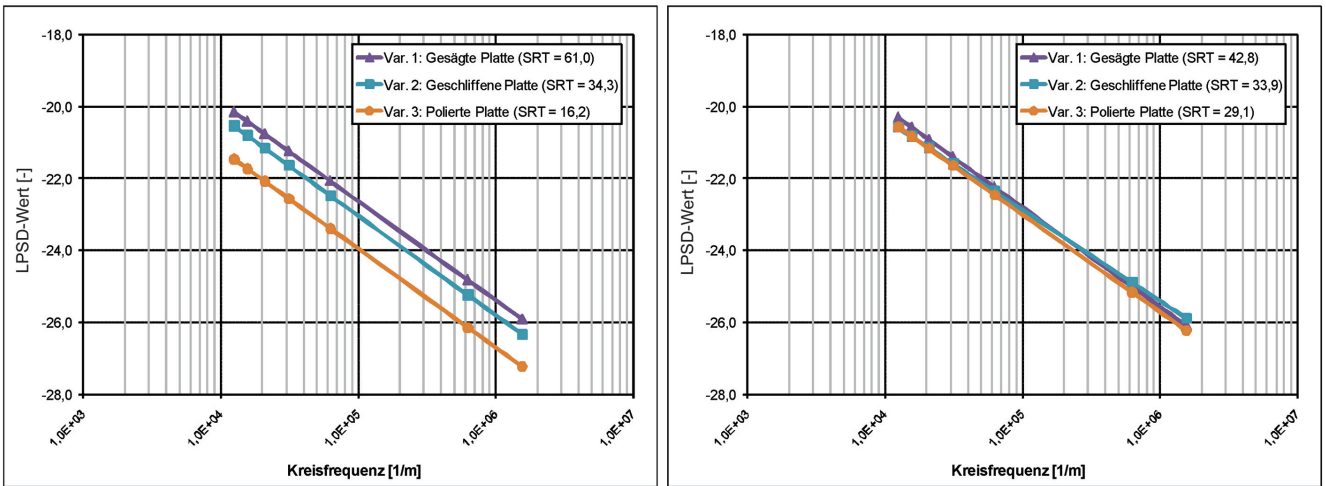 -18,0
-20,0
-22,0
-24,0
-26,0
-28,0
LPSD-Wert [-]
Var. 1: Gesägte Platte (SRT = 61,0)
Var. 2: Geschliffene Platte (SRT = 34,3)
Var. 3: Polierte Platte (SRT = 16,2)
1,0E+03
1,0E+04
1,0E+05
1,0E+06
1,0E+07
Kreisfrequenz [1/m]
-18,0
-20,0
-22,0
-24,0
-26,0
-28,0
LPSD-Wert [-]
Var. 1: Gesägte Platte (SRT = 42,8)
Var. 2: Geschliffene Platte (SRT = 33,9)
Var. 3: Polierte Platte (SRT = 29,1)
1,0E+03
1,0E+04
1,0E+05
1,0E+06
1,0E+07
Kreisfrequenz [1/m]